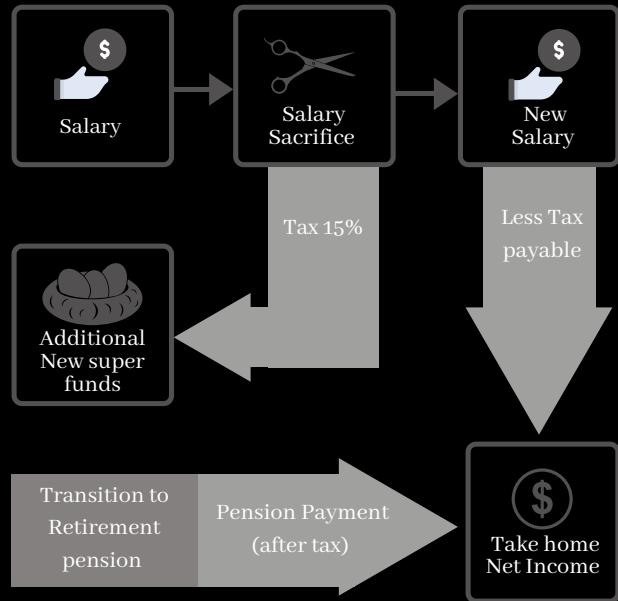 $
Salary
Salary
Sacrifice
$
New
Salary
Tax 15%
Less Tax
payable
Additional
New super
funds
Transition to
Retirement
pension
Pension Payment
(after tax)
$
Take home
Net Income